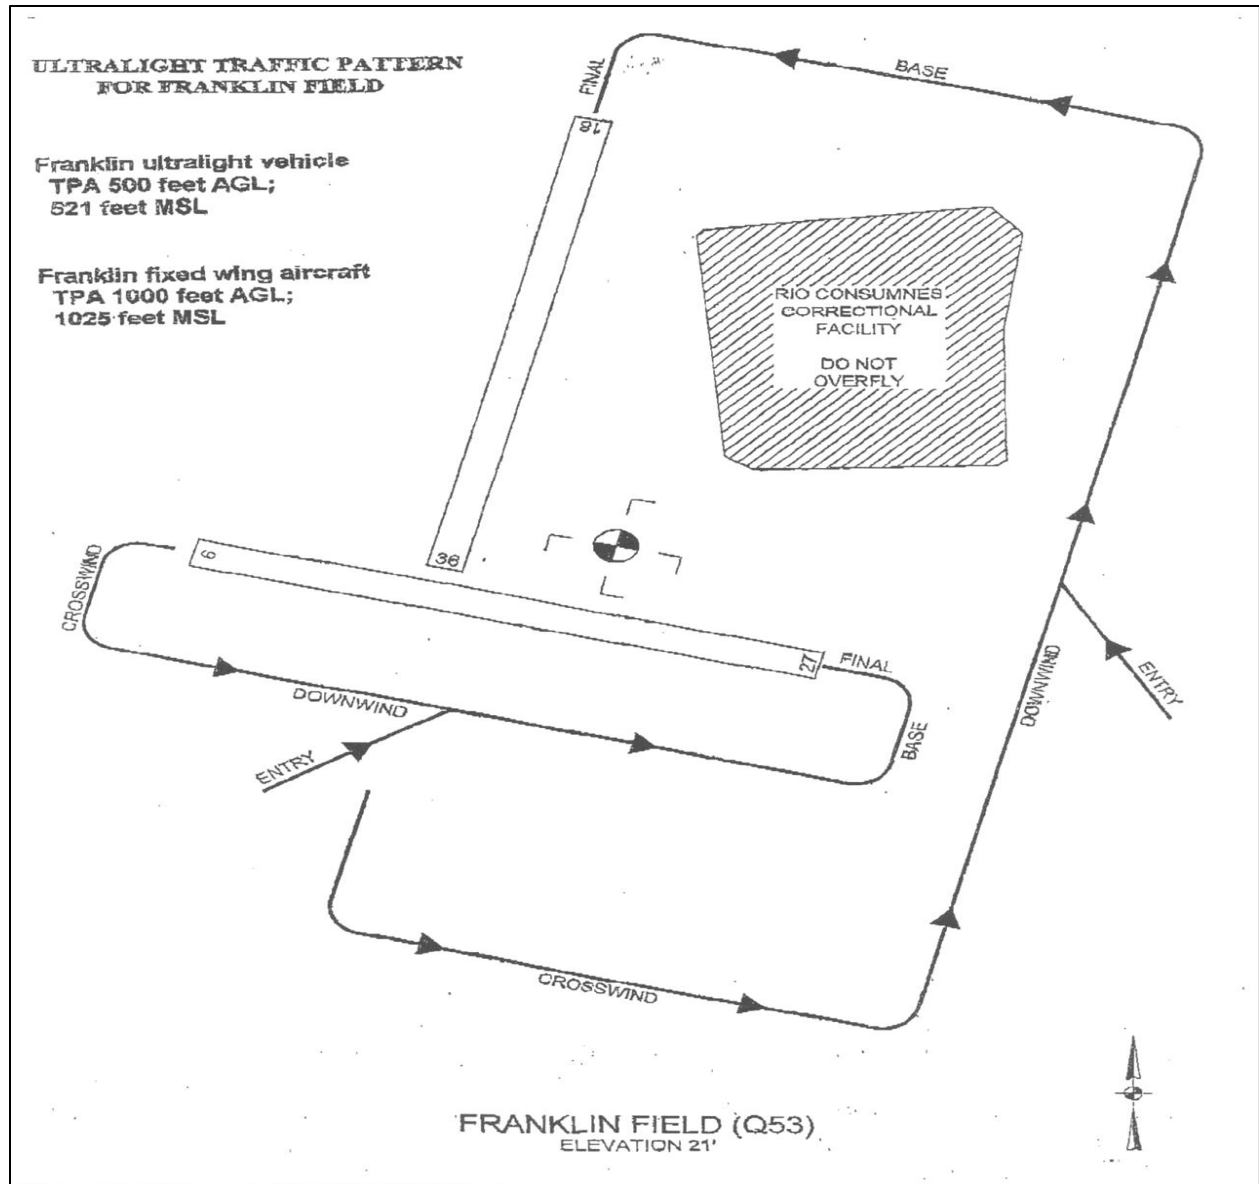 ULTRALIGHT TRAFFIC PATTERN
FOR FRANKLIN FIELD
Franklin ultralight vehicle
TPA 500 feet AGL;
521 feet MSL
Franklin fixed wing aircraft
TPA 1000 feet AGL;
1025 feet MSL
FINAL
BASE
18
RIO CONSUMNES
CORRECTIONAL
FACILITY
DO NOT
OVERFLY
CROSSWIND
9
36
27
FINAL
DOWNWIND
BASE
ENTRY
DOWNWIND
ENTRY
CROSSWIND
FRANKLIN FIELD (Q53)
ELEVATION 21'